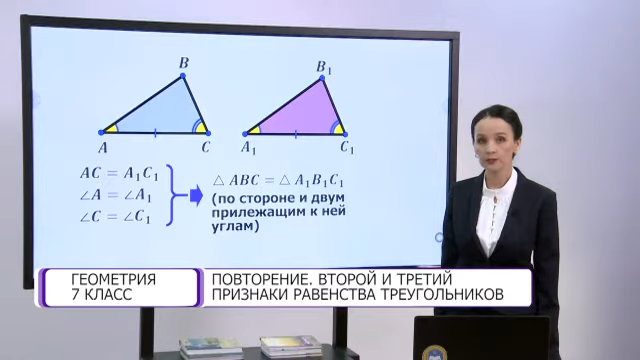 B
B₁
A
C
A₁
C₁
AC = A₁C₁
∠A = ∠A₁
∠C = ∠C₁
△ ABC = △ A₁B₁C₁
(по стороне и двум
прилежащим к ней
углам)
ГЕОМЕТРИЯ
7 КЛАСС
ПОВТОРЕНИЕ. ВТОРОЙ И ТРЕТИЙ
ПРИЗНАКИ РАВЕНСТВА ТРЕУГОЛЬНИКОВ